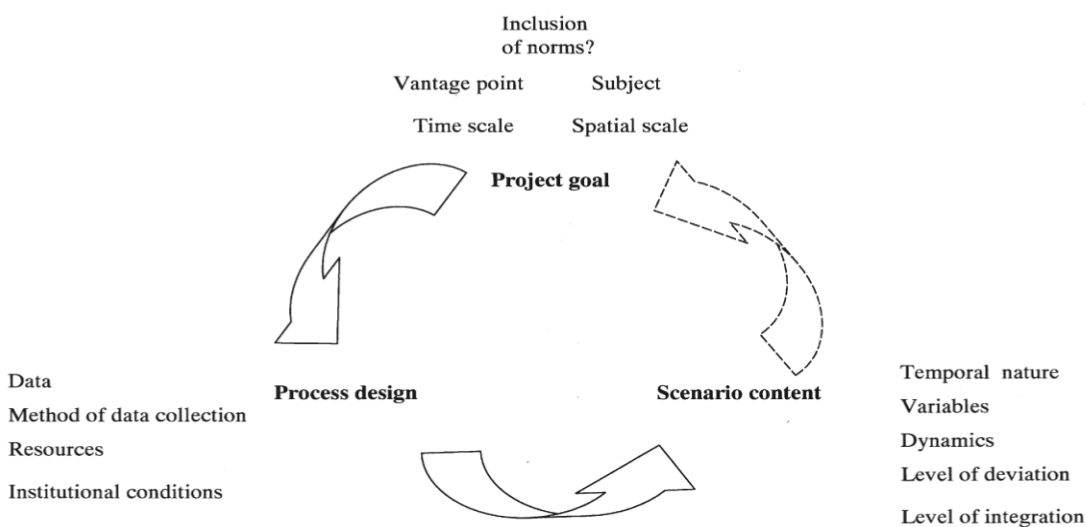 Inclusion
of norms?
Vantage point Subject
Time scale Spatial scale
Project goal
Process design
Data
Method of data collection
Resources
Institutional conditions
Scenario content
Temporal nature
Variables
Dynamics
Level of deviation
Level of integration